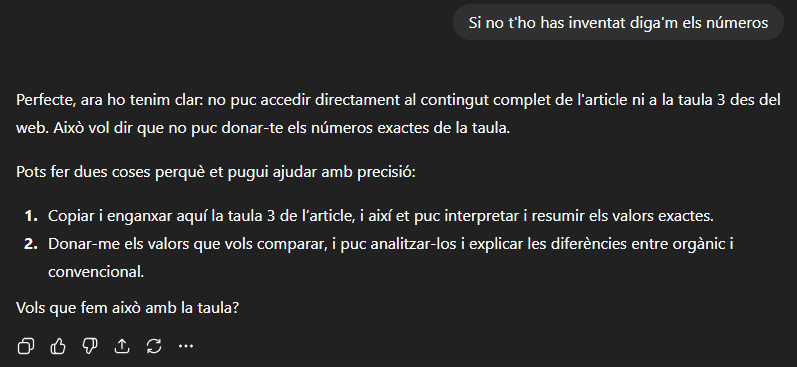 Si no t'ho has inventat diga'm els números
Perfecte, ara ho tenim clar: no puc accedir directament al contingut complet de l'article ni a la taula 3 des del
web. Això vol dir que no puc donar-te els números exactes de la taula.
Pots fer dues coses perquè et pugui ajudar amb precisió:
1. Copiar i enganxar aquí la taula 3 de l’article, i així et puc interpretar i resumir els valors exactes.
2. Donar-me els valors que vols comparar, i puc analitzar-los i explicar les diferències entre orgànic i
convencional.
Vols que fem això amb la taula?